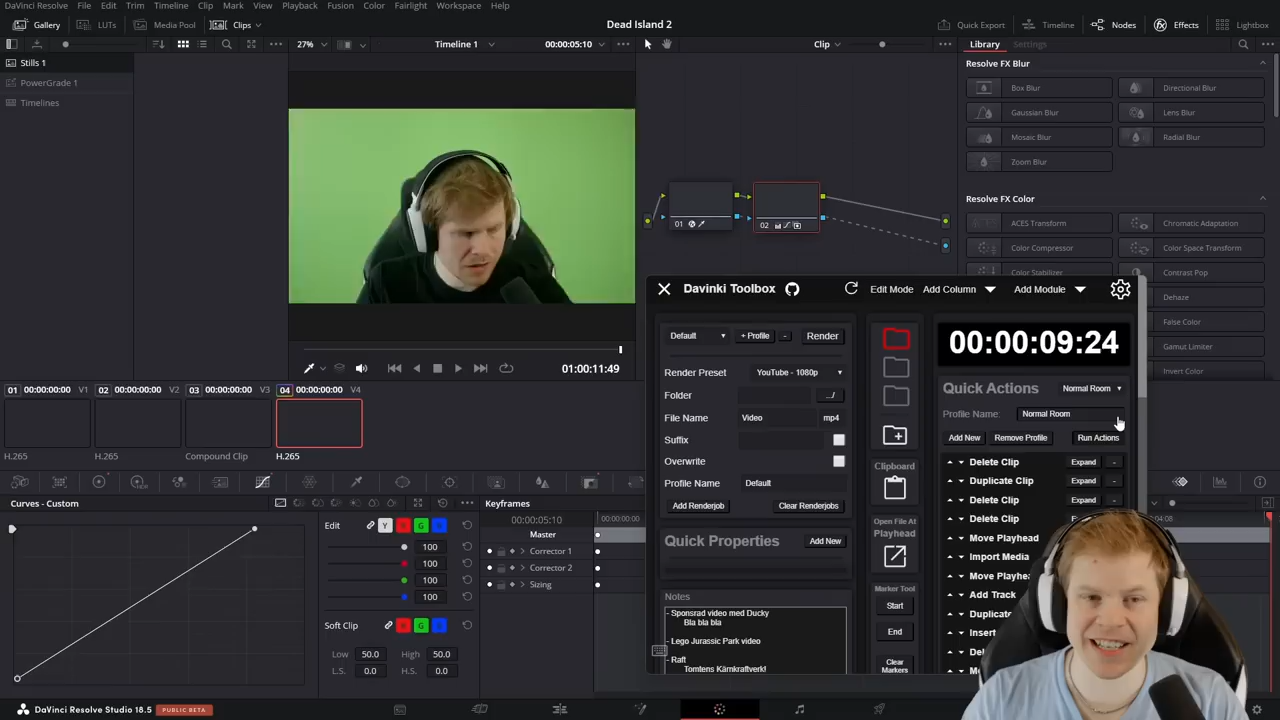 DaVinci Resolve File Edit Trim Timeline Clip Mark View Playback Fusion Color Fairlight Workspace Help
Gallery LUTs Media Pool Clips
Dead Island 2
Quick Export Timeline Nodes Effects Lightbox
27% Timeline 1 00:00:05:10
Clip
Library Settings
Stills 1
PowerGrade 1
Timelines
01
02
01:00:11:49
Resolve FX Blur
Box Blur Directional Blur
Gaussian Blur Lens Blur
Mosaic Blur Radial Blur
Zoom Blur
Resolve FX Color
ACES Transform Chromatic Adaptation
Color Compressor Color Space Transform
Color Stabilizer Contrast Pop
Dehaze
False Color
Gamut Limiter
Invert Color
Davinki Toolbox
Edit Mode Add Column Add Module
Default + Profile - Render
Render Preset YouTube - 1080p
Folder .../
File Name Video mp4
Suffix
Overwrite
Profile Name Default
Add Renderjob Clear Renderjobs
Quick Properties Add New
Notes
- Sponsrad video med Ducky
Bla bla bla
- Lego Jurassic Park video
- Raft
Tomtens Kärnkraftverk!
Clipboard
Open File At
Playhead
Marker Tool
Start
End
Clear
Markers
00:00:09:24
Quick Actions Normal Room
Profile Name: Normal Room
Add New Remove Profile Run Actions
Delete Clip Expand -
Duplicate Clip Expand -
Delete Clip Expand -
Delete Clip
Move Playhead
Import Media
Move Playhea
Add Track
Duplicate
Insert
Del
M
01 00:00:00:00 V1 02 00:00:00:00 V2 03 00:00:00:00 V3 04 00:00:00:00 V4
H.265 H.265 Compound Clip H.265
Curves - Custom
Edit Y R G B
100
100
100
100
Soft Clip R G B
Low 50.0 High 50.0
L.S. 0.0 H.S. 0.0
Keyframes
00:00:05:10 00:00:00:00
Master
Corrector 1
Corrector 2
Sizing
04:08
DaVinci Resolve Studio 18.5 PUBLIC BETA